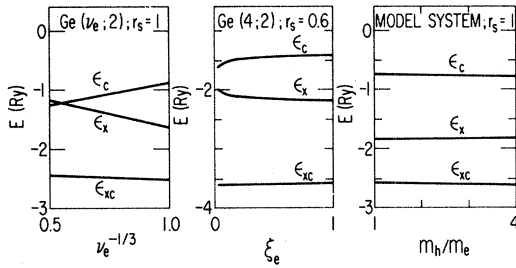 Ge (νe ; 2) ; rs = 1
E (Ry)
0
-1
-2
-3
ϵc
ϵx
ϵxc
0.5
1.0
νe^-1/3
Ge (4 ; 2) ; rs = 0.6
E (Ry)
0
-2
-4
ϵc
ϵx
ϵxc
0
1
ξe
MODEL SYSTEM ; rs = 1
E (Ry)
0
-1
-2
-3
ϵc
ϵx
ϵxc
1
4
mh/me